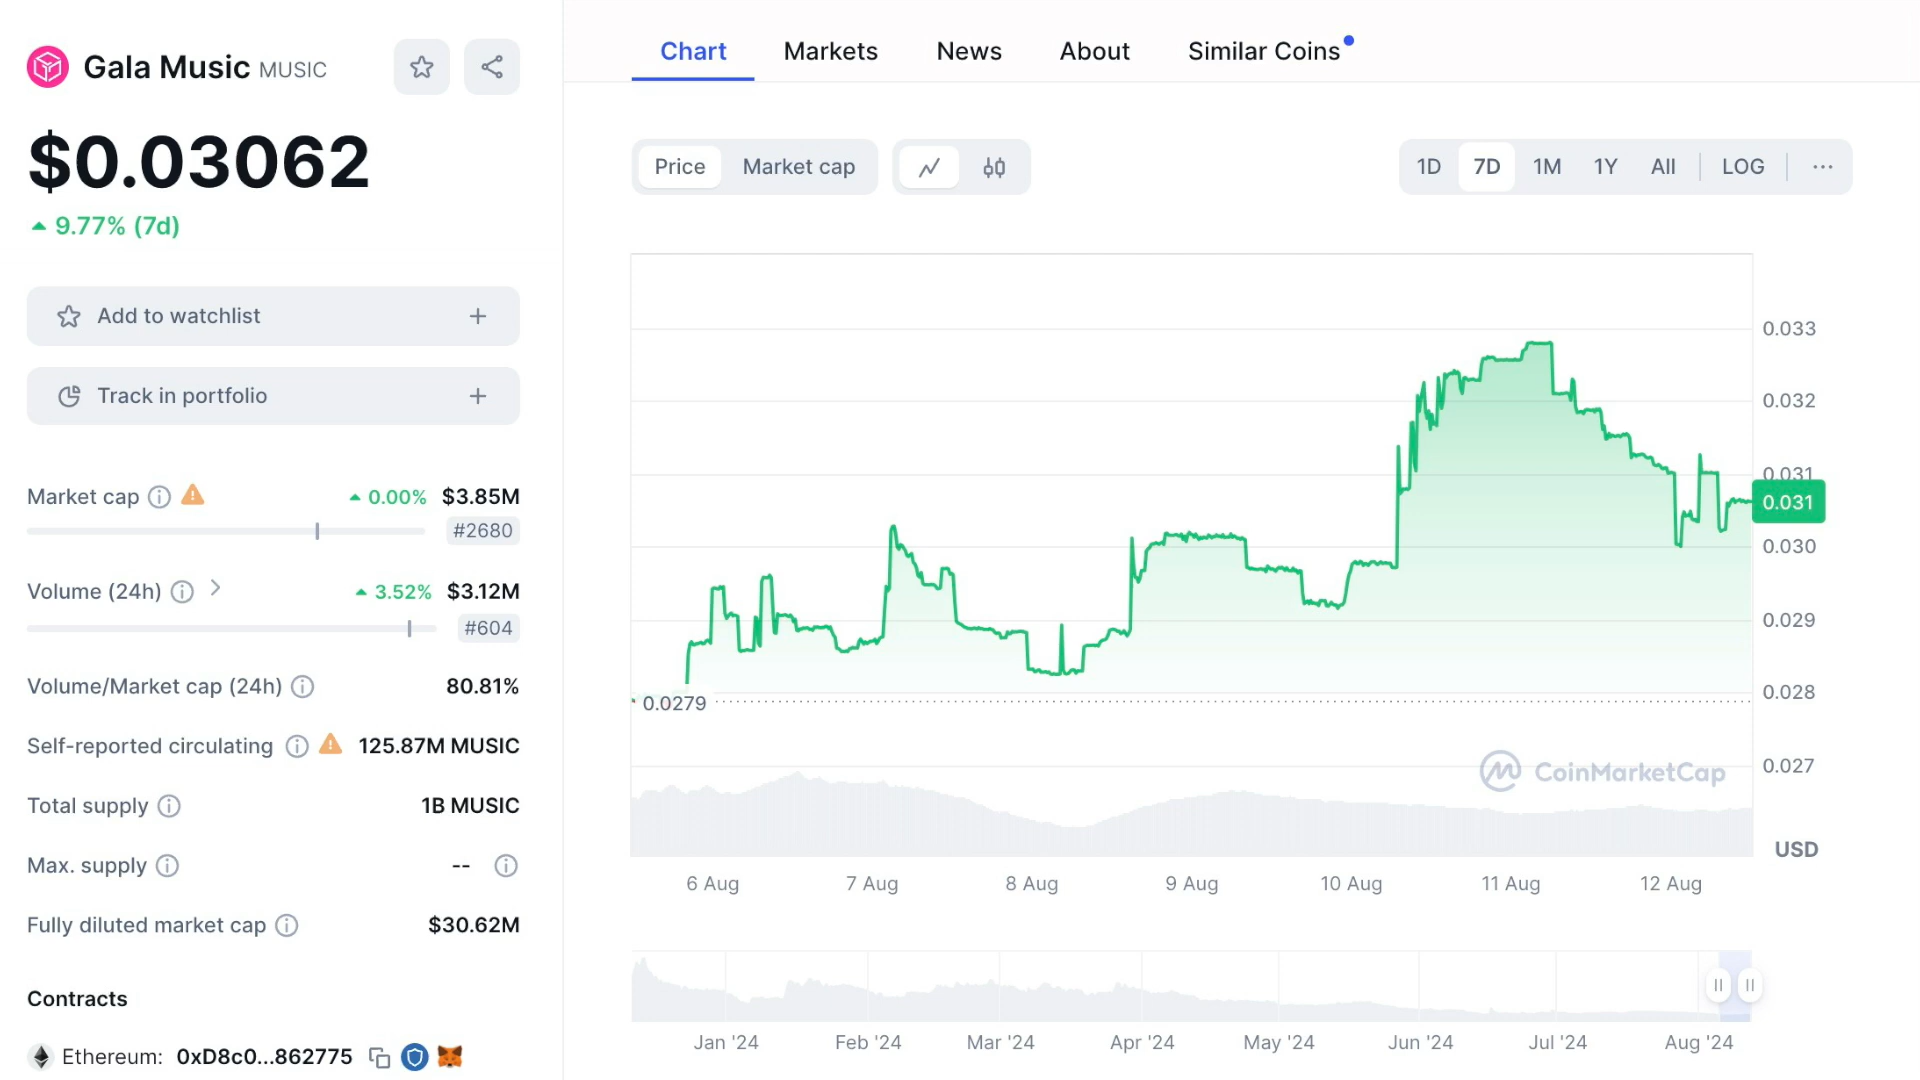 Gala Music MUSIC
$0.03062
9.77% (7d)
Add to watchlist +
Track in portfolio +
Market cap 0.00% $3.85M
#2680
Volume (24h) 3.52% $3.12M
#604
Volume/Market cap (24h) 80.81%
Self-reported circulating 125.87M MUSIC
Total supply 1B MUSIC
Max. supply --
Fully diluted market cap $30.62M
Contracts
Ethereum: 0xD8c0...862775
Chart Markets News About Similar Coins
Price Market cap
1D 7D 1M 1Y All LOG ...
0.033
0.032
0.031
0.031
0.030
0.029
0.028
0.0279
0.027
CoinMarketCap
USD
6 Aug 7 Aug 8 Aug 9 Aug 10 Aug 11 Aug 12 Aug
Jan '24 Feb '24 Mar '24 Apr '24 May '24 Jun '24 Jul '24 Aug '24